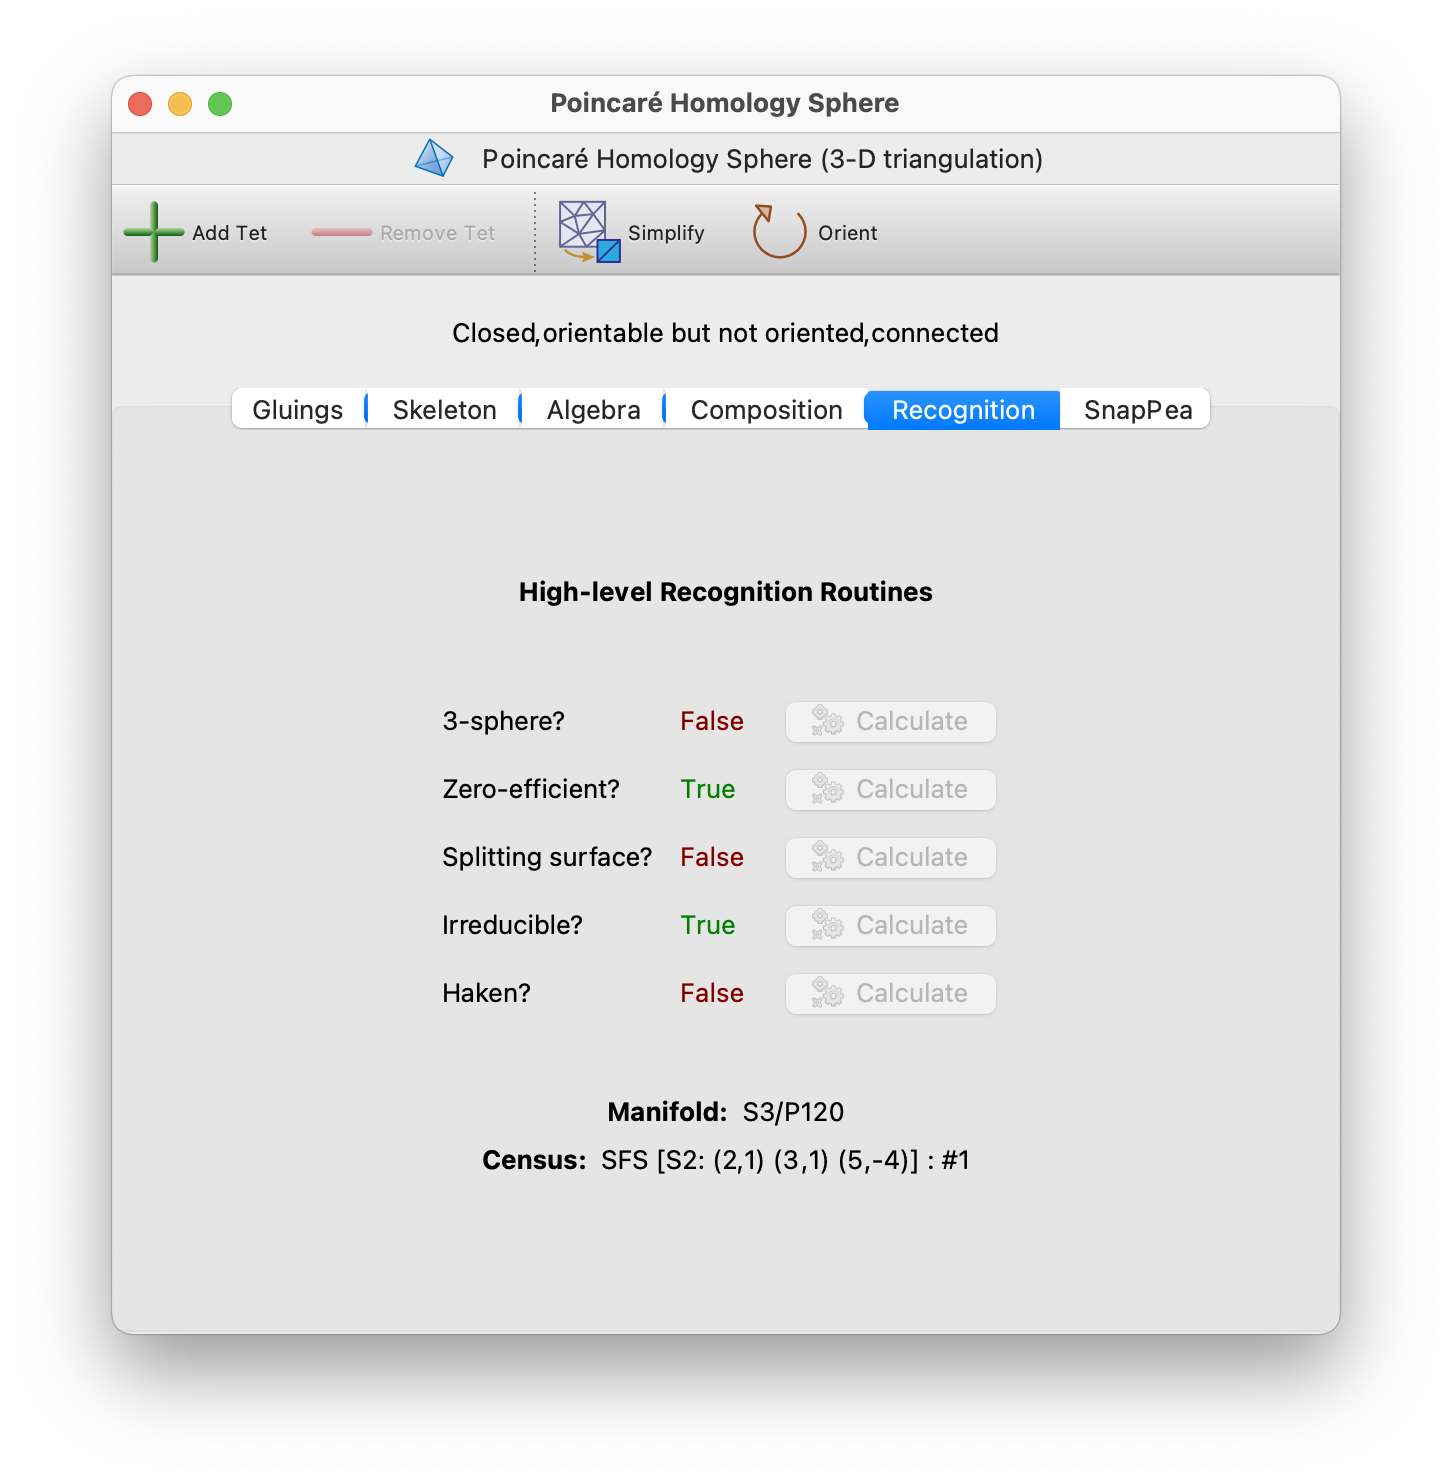 Poincaré Homology Sphere
Poincaré Homology Sphere (3-D triangulation)
Add Tet Remove Tet Simplify Orient
Closed,orientable but not oriented,connected
Gluings Skeleton Algebra Composition Recognition SnapPea
High-level Recognition Routines
3-sphere? False Calculate
Zero-efficient? True Calculate
Splitting surface? False Calculate
Irreducible? True Calculate
Haken? False Calculate
Manifold: S3/P120
Census: SFS [S2: (2,1) (3,1) (5,-4)] : #1